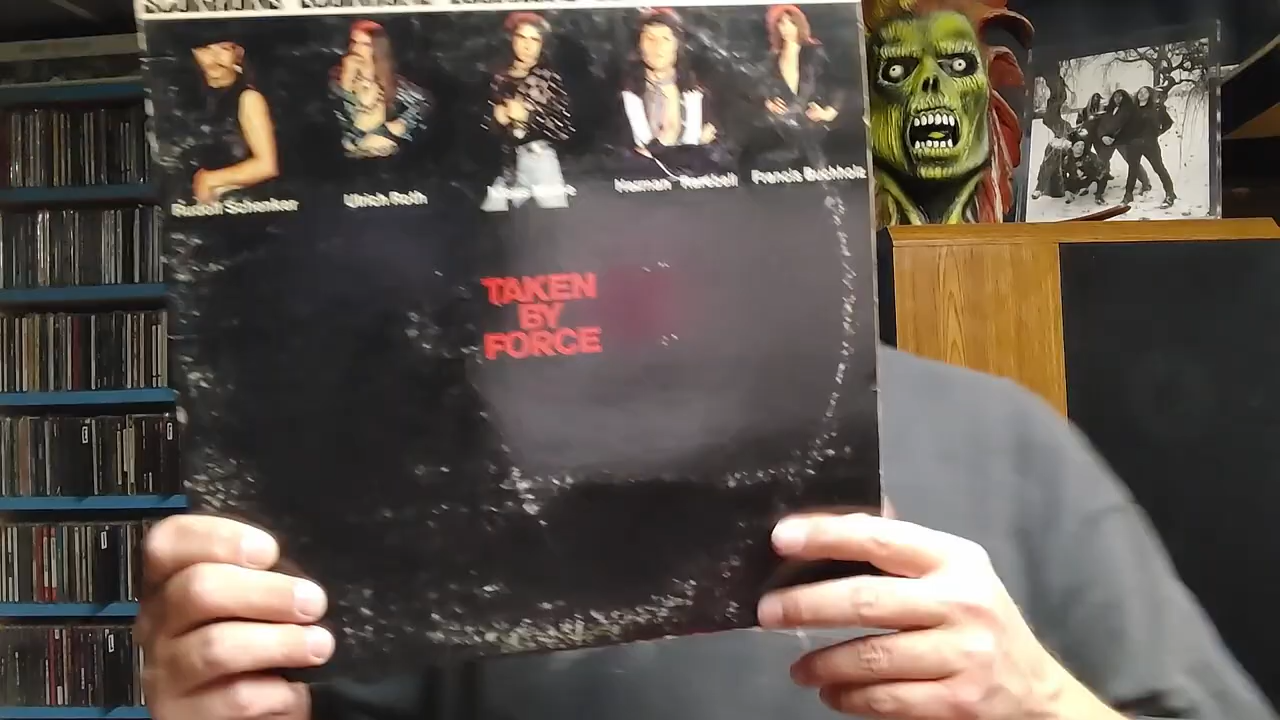 Rudolf Schenker
Ulrich Roth
Herman Rarebell
Francis Buchholz
TAKEN
BY
FORCE